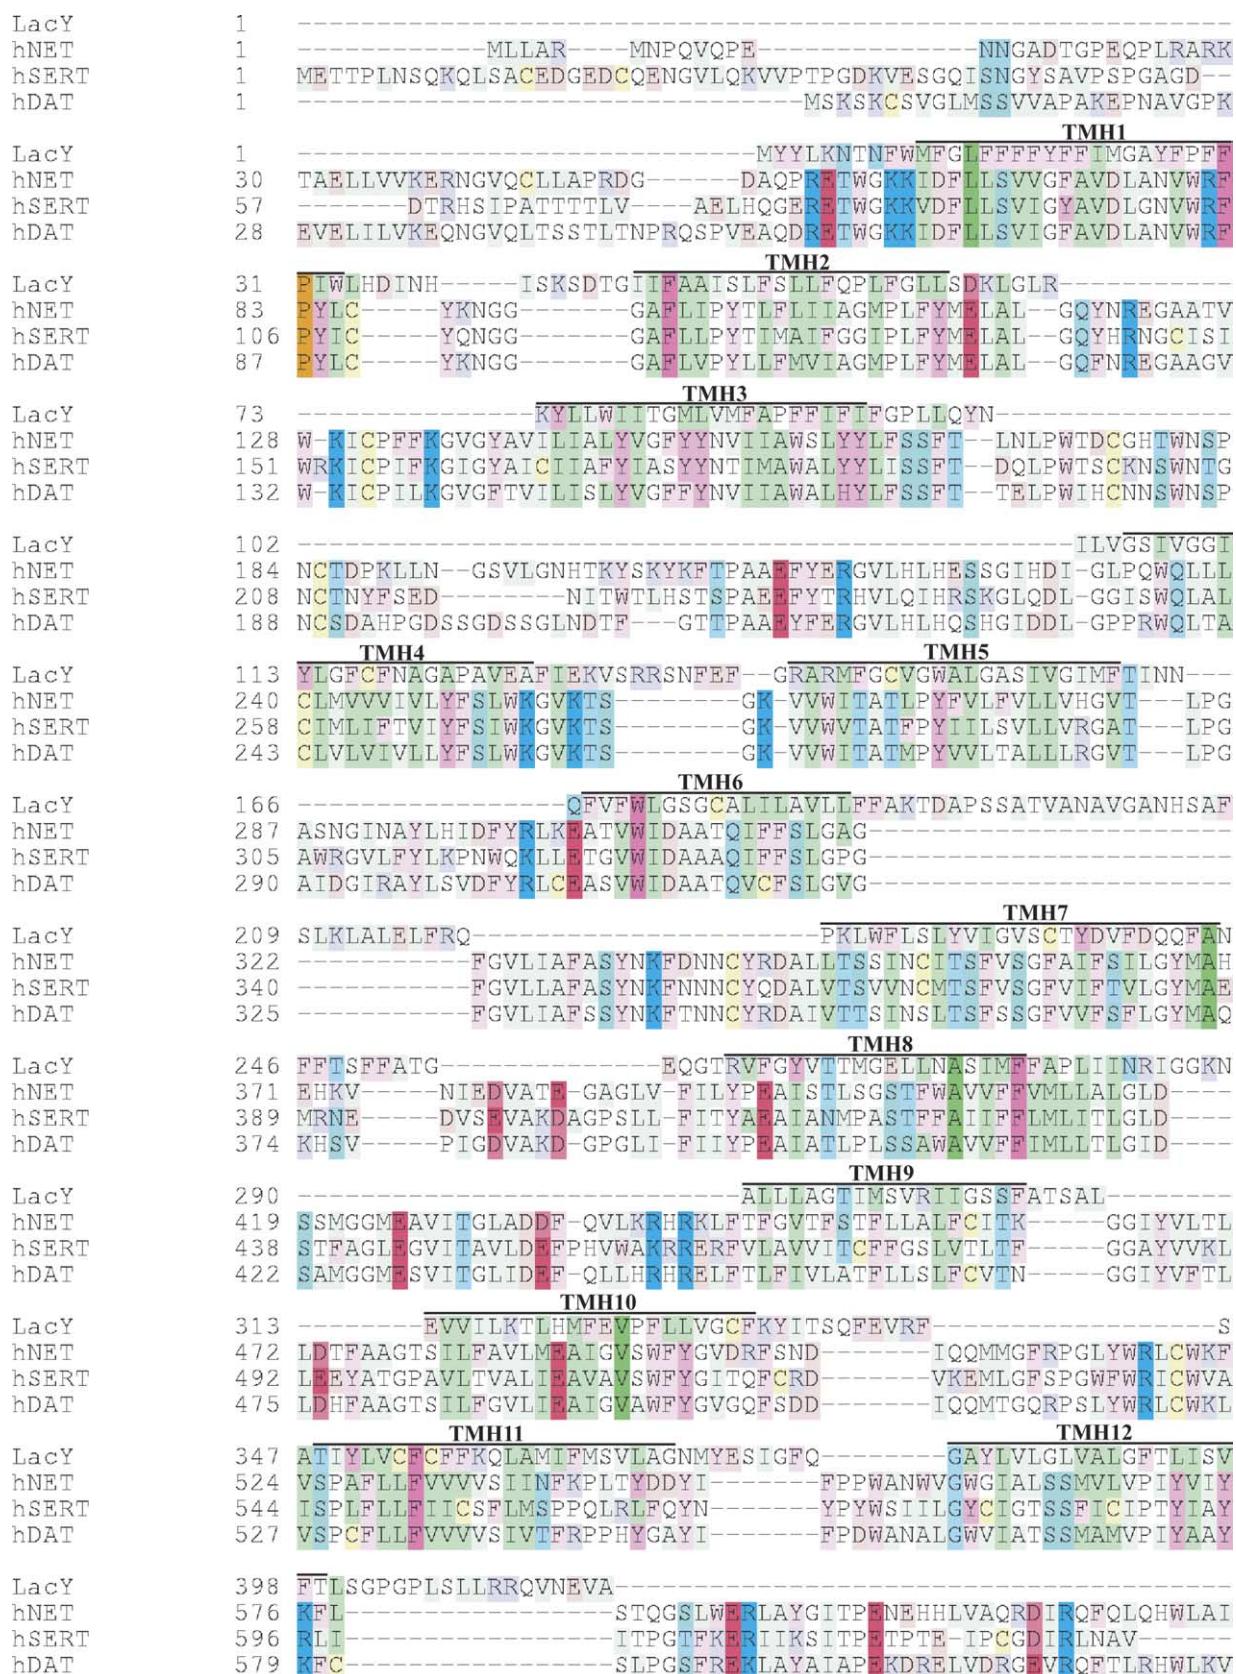 LacY 1 -----------------------------------------------------------
hNET 1 ------------MLLAR----MNPQVQPE--------------NNGADTGPEQPLRARK
hSERT 1 METTPLNSQKQLSACEDGEDCQENGVLQKVVPTPGDKVESGQISNGYSAVPSPGAGD--
hDAT 1 --------------------------------MSKSKCSVGLMSSVVAPAKEPNAVGPK
TMH1
LacY 1 -----------------------------MYYLKNTNFWMFGLFFFFYFFIMGAYFPFF
hNET 30 TAELLVVKERNGVQCLLAPRDG------DAQPRETWGKKIDFLLSVVGFAVDLANVWRF
hSERT 57 -------DTRHSIPATTTTLV----AELHQGERETWGKKVDFLLSVIGYAVDLGNVWRF
hDAT 28 EVELILVKEQNGVQLTSSTLTNPRQSPVEAQDRETWGKKIDFLLSVIGFAVDLANVWRF
TMH2
LacY 31 PIWLHDINH-----ISKSDTGIIFAAISLFSLLFQPLFGLLSDKLGLR-----------
hNET 83 PYLC-----YKNGG-------GAFLIPYTLFLIIAGMPLFYMELAL--GQYNREGAATV
hSERT 106 PYLC-----YQNGG-------GAFLLPYTIMAIFGGIPLFYMELAL--GQYHRNGCISI
hDAT 87 PYLC-----YKNGG-------GAFLVPYLLFMVIAGMPLFYMELAL--GQFNREGAAGV
TMH3
LacY 73 ---------------KYLLWIITGMLVMFAPFFIFIFGPLLQYN---------------
hNET 128 W-KICPFFKGVGYAVILIALYVGFYYNVIIAWSLYYLFSSFT--LNLPWTDCGHTWNSP
hSERT 151 WRKICPIFKGIGYAICIIAFYIASYYNTIMAWALYYLISSFT--DQLPWTSCKNSWNTG
hDAT 132 W-KICPILKGVGFTVILISLYVGFFYNVIIAWALHYLFSSFT--TELPWIHCNNSWNSP
LacY 102 -------------------------------------------------ILVGSIVGGI
hNET 184 NCTDPKLLN--GSVLGNHTKYSKYKFTPAAEFYERGVLHLHESSGIHDI-GLPQWQLLL
hSERT 208 NCTNYFSED--------NITWTLHSTSPAEEFYTRHVLQIHRSKGLQDL-GGISWQLAL
hDAT 188 NCSDAHPGDSSGDSSGLNDTF---GTTPAAEYFERGVLHLHQSHGIDDL-GPPRWQLTA
TMH4 TMH5
LacY 113 YLGFCFNAGAPAVEAFIEKVSRRSNFEF--GRARMFGCVGWALGASIVGIMFTINN---
hNET 240 CLMVVVIVLYFSLWKGVKTS--------GK-VVWITATLPYFVLFVLLVHGVT---LPG
hSERT 258 CIMLIFTVIYFSIWKGVKTS--------GK-VVWVTATFPYIILSVLLVRGAT---LPG
hDAT 243 CLVLVIVLLYFSLWKGVKTS--------GK-VVWITATMPYVVLTALLLRGVT---LPG
TMH6
LacY 166 -----------------QFVFWLGSGCALILAVLLFFAKTDAPSSATVANAVGANHSAF
hNET 287 ASNGINAYLHIDFYRLKEATVWIDAATQIFFSLGAG-----------------------
hSERT 305 AWRGVLFYLKPNWQKLLETGVWIDAAAQIFFSLGPG-----------------------
hDAT 290 AIDGIRAYLSVDFYRLCEASVWIDAATQVCFSLGVG-----------------------
TMH7
LacY 209 SLKLALELFRQ----------------------PKLWFLSLYVIGVSCTYDVFDQQFAN
hNET 322 -----------FGVLIAFASYNKFDNNCYRDALLTSSINCITSFVSGFAIFSILGYMAH
hSERT 340 -----------FGVLLAFASYNKFNNNCYQDALVTSVVNCMTSFVSGFVIFTVLGYMAE
hDAT 325 -----------FGVLIAFSSYNKFTNNCYRDAIVTTSINSLTSFSSGFVVFSFLGYMAQ
TMH8
LacY 246 FFTSFFATG--------------EQGTRVFGYVTTMGELLNASIMFFAPLIINRIGGKN
hNET 371 EHKV-----NIEDVATE-GAGLV-FILYPEAISTLSGSTFWAVVFFVMLLALGLD----
hSERT 389 MRNE-----DVSEVAKDAGPSLL-FITYAEAIANMPASTFFAIIFFLMLLTLGLD----
hDAT 374 KHSV-----PIGDVAKD-GPGLI-FIIYPEAIATLPLSSAWAVVFFIMLLTLGID----
TMH9
LacY 290 ----------------------------ALLLAGTIMSVRIIGSSFATSAL--------
hNET 419 SSMGGMEAVITGLADDF-QVLKRHRKLFTFGVTFSTFLLALFCITK-----GGIYVLTL
hSERT 438 STFAGLEGVITAVLDEFPHVWAKRRERFVLAVVITCFFGSLVTLTF-----GGAYVVKL
hDAT 422 SAMGGMESVITGLIDEF-QLLHRHRELFTLFIVLATFLLSLFCVTN-----GGIYVFTL
TMH10
LacY 313 --------EVVILKTLHMFEVPFLLVGCFKYITSQFEVRF------------------S
hNET 472 LDTFAAGTSILFAVLMEAIGVSWFYGVDRFSND-------IQQMMGFRPGLYWRLCWKF
hSERT 492 LEEYATGPAVLTVALIEAVAVSWFYGITQFCRD-------VKEMLGFSPGWFWRICWVA
hDAT 475 LDHFAAGTSILFGVLIEAIGVAWFYGVGQFSDD-------IQQMTGQRPSLYWRLCWKL
TMH11 TMH12
LacY 347 ATIYLVCFCFFKQLAMIFMSVLAGNMYESIGFQ--------GAYLVLGLVALGFTLISV
hNET 524 VSPAFLLFVVVVSIINFKPLTYDDYI-------FPPWANWVGWGIALSSMVLVPIYVIY
hSERT 544 ISPLFLLFIICSFLMSPPQLRLFQYN-------YPYWSIILGYCIGTSSFICIPTYIAY
hDAT 527 VSPCFLLFVVVVSIVTFRPPHYGAYI-------FPDWANALGWVIATSSMAMVPIYAAY
LacY 398 FTLSGPGPLSLLRRQVNEVA---------------------------------------
hNET 576 KFL-----------------STQGSLWERLAYGITPENEHHLVAQRDIRQFQLQHWLAI
hSERT 596 RLI-----------------ITPGTFKERIIKSITPETPTE-IPCGDIRLNAV------
hDAT 579 KFC-----------------SLPGSFREKLAYAIAPEKDRELVDRGEVRQFTLRHWLKV